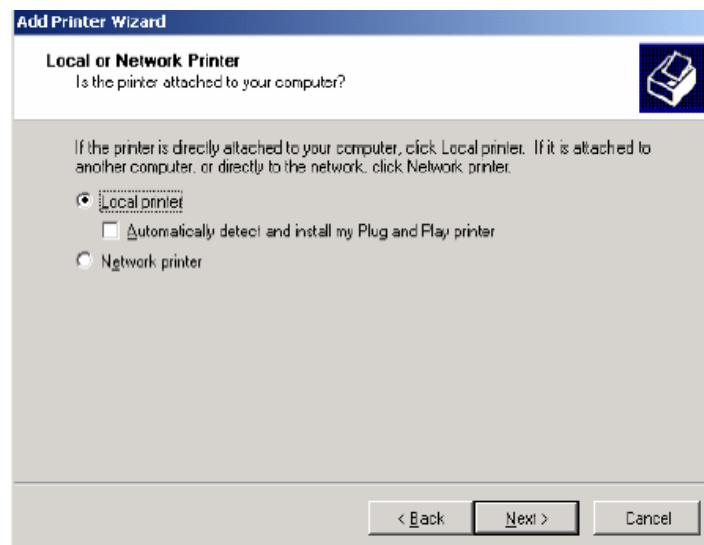 Add Printer Wizard
Local or Network Printer
Is the printer attached to your computer?
If the printer is directly attached to your computer, click Local printer. If it is attached to
another computer, or directly to the network, click Network printer.
Local printer
Automatically detect and install my Plug and Play printer
Network printer
< Back
Next >
Cancel